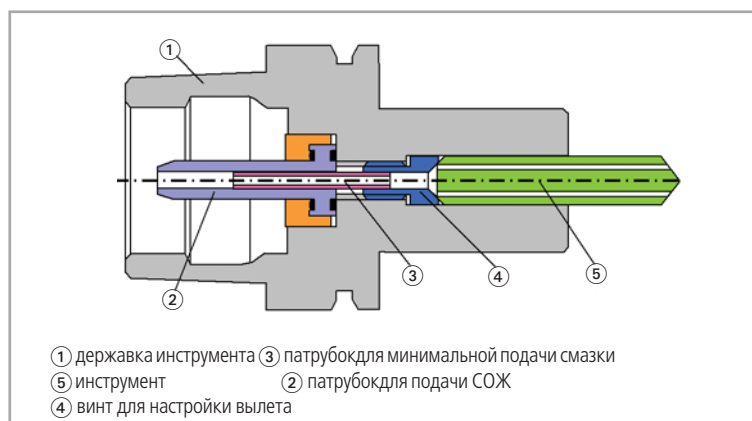 ①
②
③
④
⑤
① державка инструмента ③ патрубокдля минимальной подачи смазки
⑤ инструмент ② патрубокдля подачи СОЖ
④ винт для настройки вылета